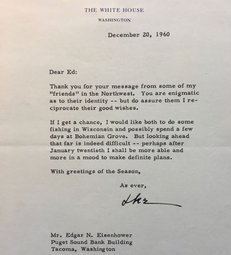 THE WHITE HOUSE
WASHINGTON
December 20, 1960
Dear Ed:
Thank you for your message from some of my
"friends" in the Northwest. You are enigmatic
as to their identity -- but do assure them I re-
ciprocate their good wishes.
If I get a chance, I would like both to do some
fishing in Wisconsin and possibly spend a few
days at Bohemian Grove. But looking ahead
that far is indeed difficult -- perhaps after
January twentieth I shall be more able and
more in a mood to make definite plans.
With greetings of the Season,
As ever,
Ike
Mr. Edgar N. Eisenhower
Puget Sound Bank Building
Tacoma, Washington